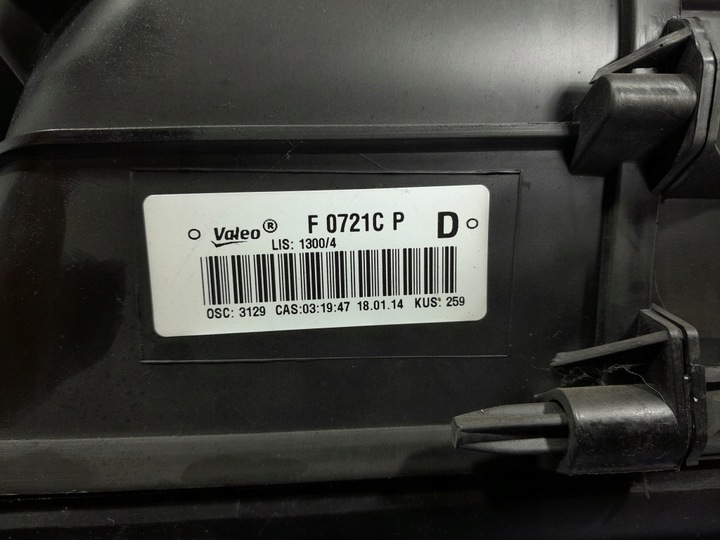 Valeo® F 0721C P D
LIS: 1300/4
OSC: 3129 CAS:03:19:47 18.01.14 KUS: 259